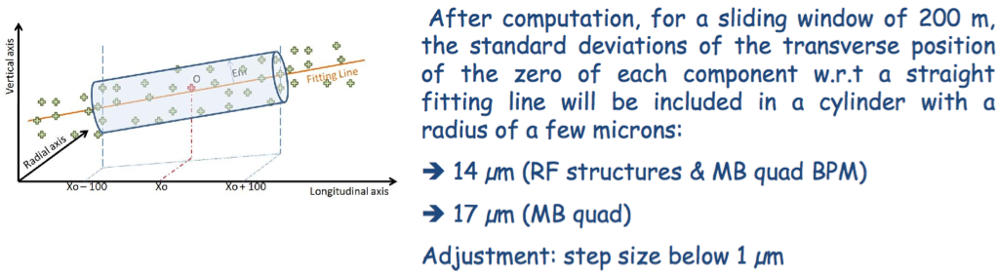 Vertical axis
Radial axis
O
Err
Fitting Line
Xo – 100
Xo
Xo + 100
Longitudinal axis
After computation, for a sliding window of 200 m,
the standard deviations of the transverse position
of the zero of each component w.r.t a straight
fitting line will be included in a cylinder with a
radius of a few microns:
➔ 14 µm (RF structures & MB quad BPM)
➔ 17 µm (MB quad)
Adjustment: step size below 1 µm